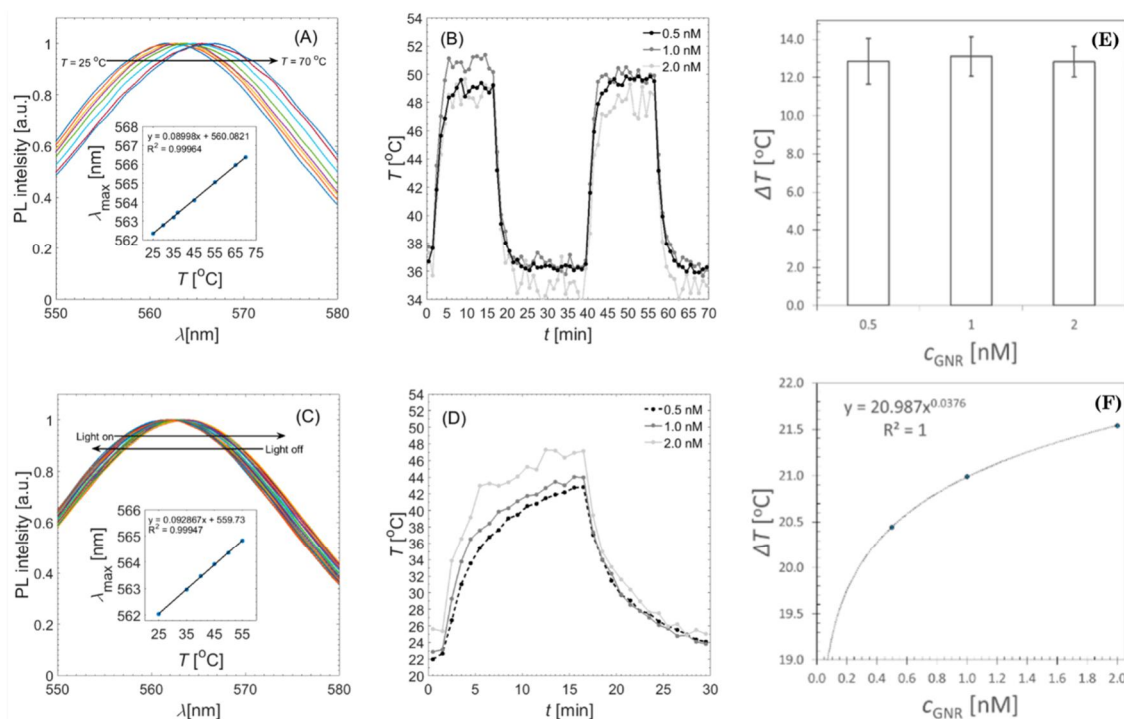 (A)
T = 25 °C
T = 70 °C
PL intelsity [a.u.]
1
0.8
0.6
0.4
0.2
0
550
560
570
580
λ[nm]
y = 0.08998x + 560.0821
R² = 0.99964
λmax [nm]
568
567
566
565
564
563
562
25 35 45 55 65 75
T [°C]
(B)
0.5 nM
1.0 nM
2.0 nM
T [°C]
54
52
50
48
46
44
42
40
38
36
34
0 5 10 15 20 25 30 35 40 45 50 55 60 65 70
t [min]
(E)
ΔT [°C]
14.0
12.0
10.0
8.0
6.0
4.0
2.0
0.0
0.5 1 2
cGNR [nM]
(C)
Light on
Light off
PL intelsity [a.u.]
1
0.8
0.6
0.4
0.2
0
550 560 570 580
λ[nm]
y = 0.092867x + 559.73
R² = 0.99947
λmax [nm]
566
565
564
563
562
25 35 45 55
T [°C]
(D)
0.5 nM
1.0 nM
2.0 nM
T [°C]
54
52
50
48
46
44
42
40
38
36
34
32
30
28
26
24
22
20
0 5 10 15 20 25 30
t [min]
(F)
y = 20.987x^0.0376
R² = 1
ΔT [°C]
22.0
21.5
21.0
20.5
20.0
19.5
19.0
0.0 0.2 0.4 0.6 0.8 1.0 1.2 1.4 1.6 1.8 2.0
cGNR [nM]